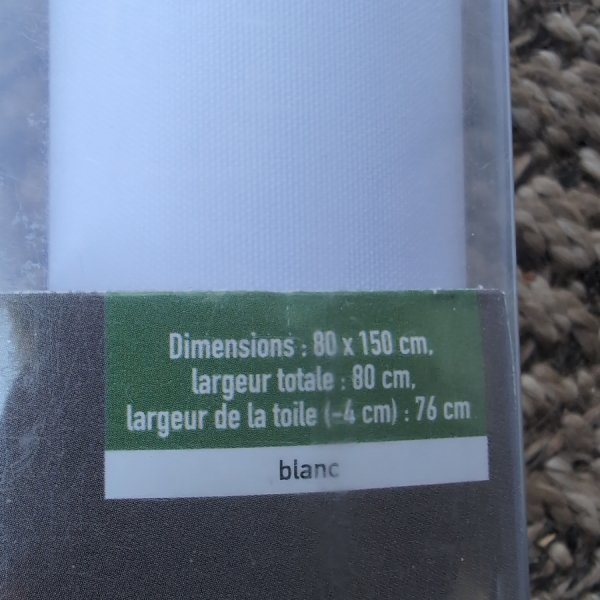 Dimensions : 80 x 150 cm,
largeur totale : 80 cm,
largeur de la toile (-4 cm) : 76 cm
blanc